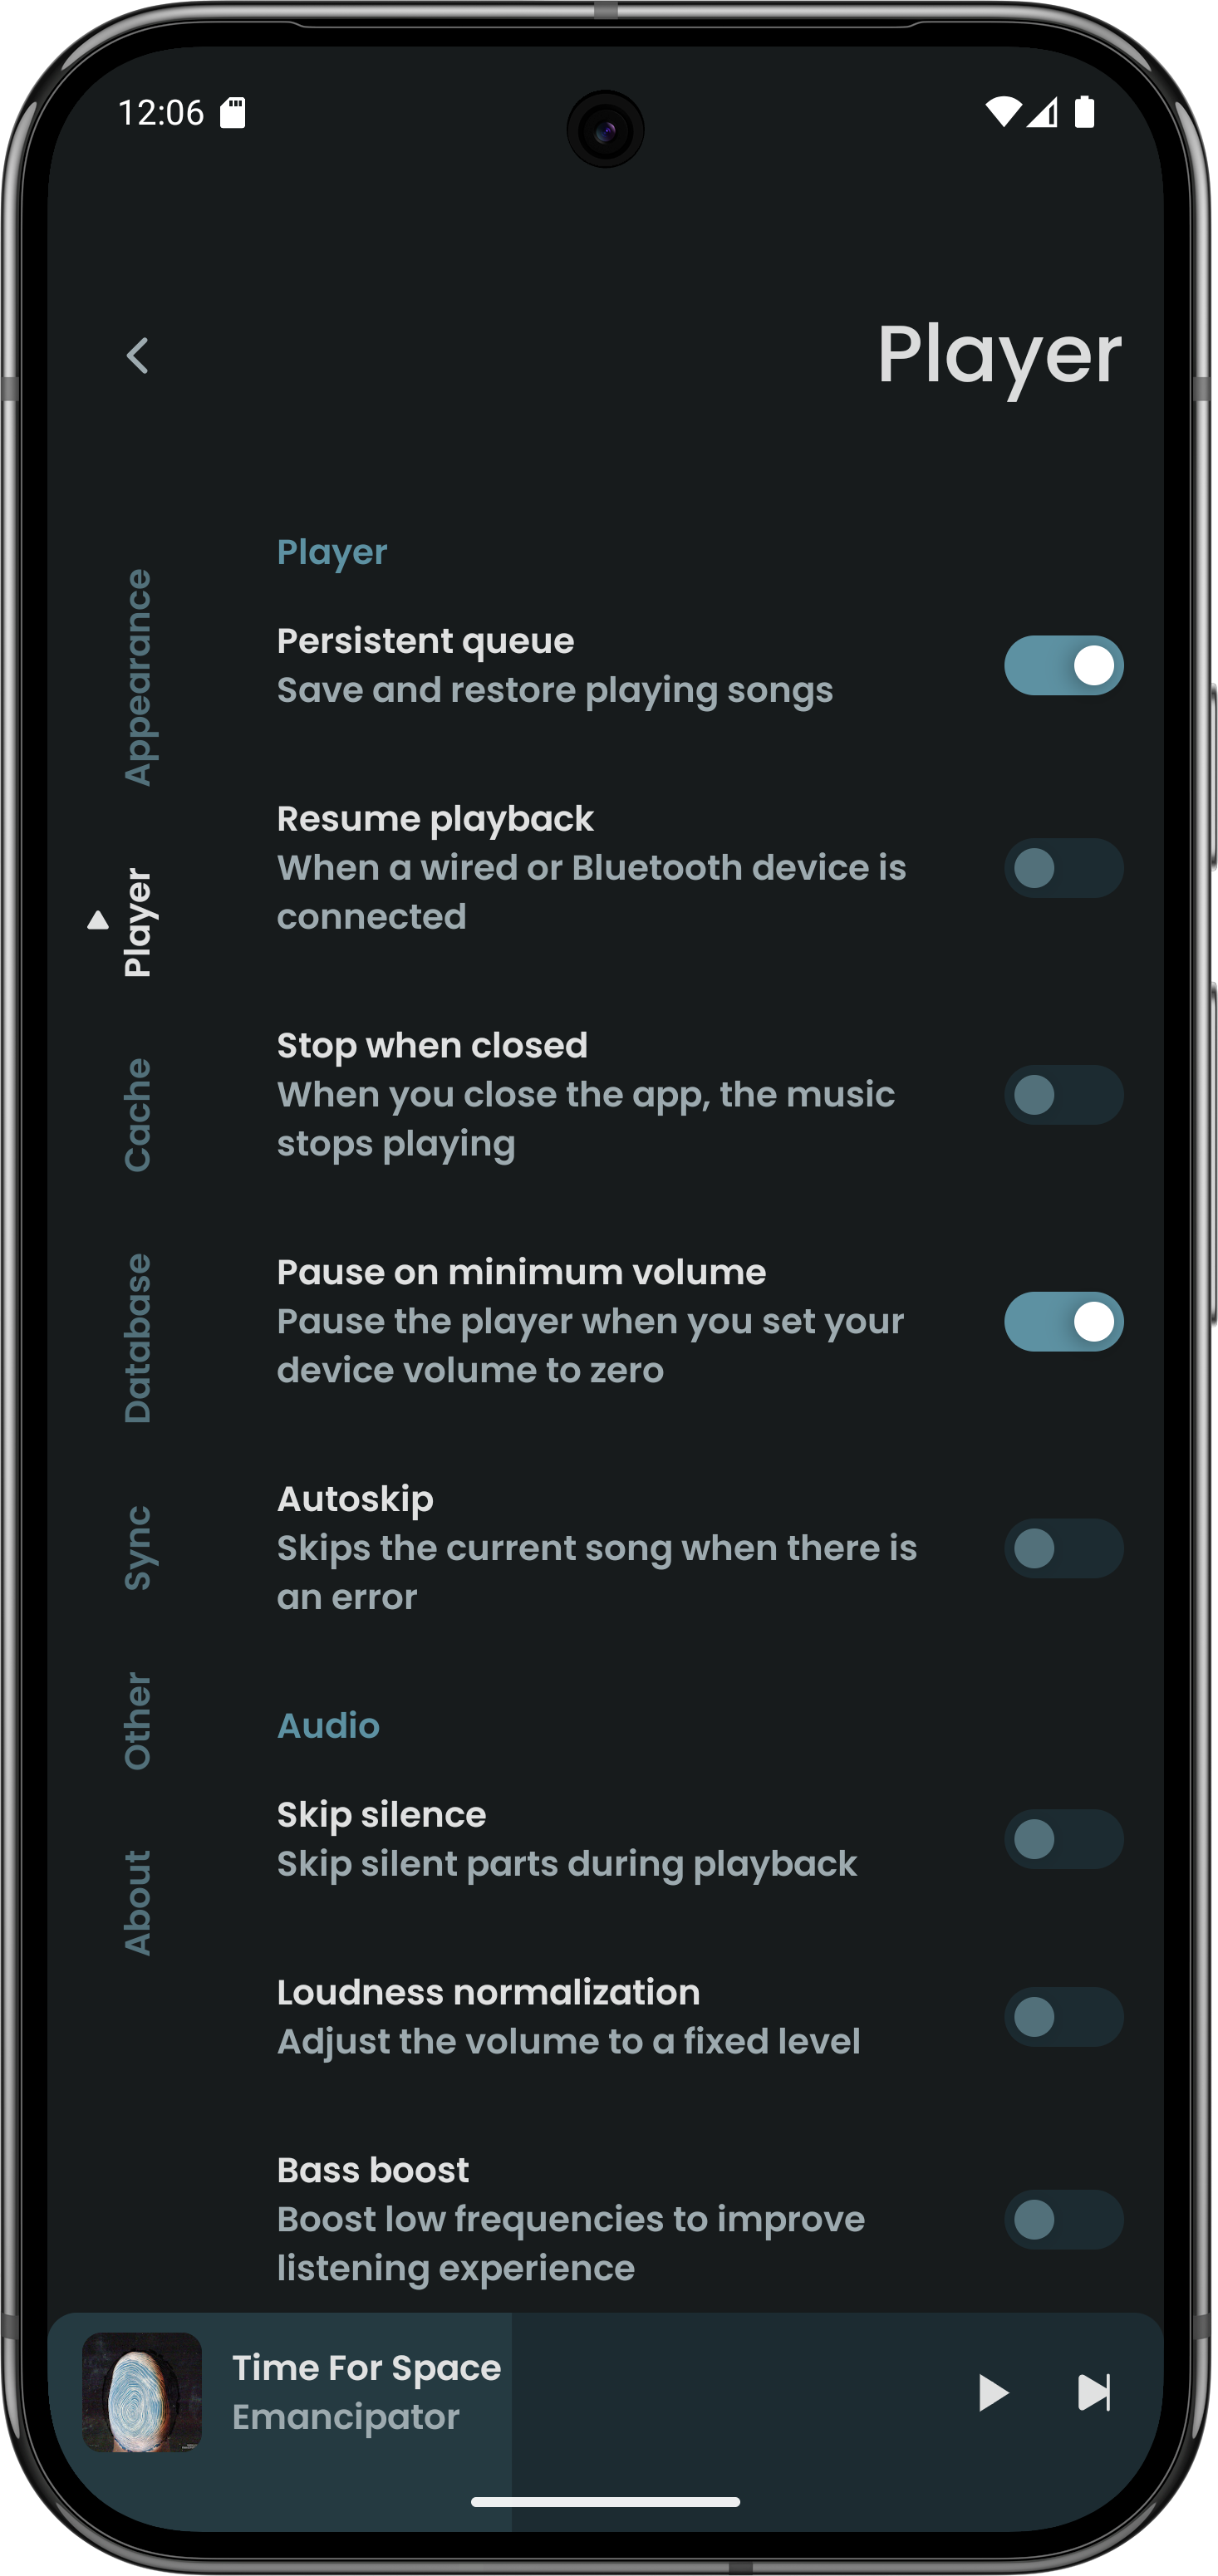 12:06
Player
Appearance
Player
Cache
Database
Sync
Other
About
Player
Persistent queue
Save and restore playing songs
Resume playback
When a wired or Bluetooth device is
connected
Stop when closed
When you close the app, the music
stops playing
Pause on minimum volume
Pause the player when you set your
device volume to zero
Autoskip
Skips the current song when there is
an error
Audio
Skip silence
Skip silent parts during playback
Loudness normalization
Adjust the volume to a fixed level
Bass boost
Boost low frequencies to improve
listening experience
Time For Space
Emancipator